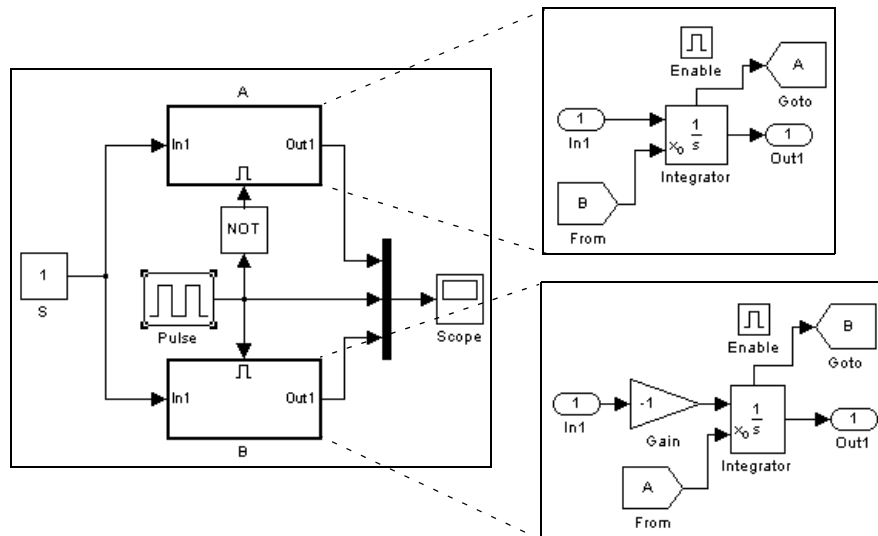 A
In1
Out1
NOT
1
S
Pulse
Scope
In1
Out1
B
Enable
A
Goto
1
In1
x0
1
s
1
Out1
Integrator
B
From
Enable
B
Goto
1
In1
-1
Gain
x0
1
s
1
Out1
Integrator
A
From